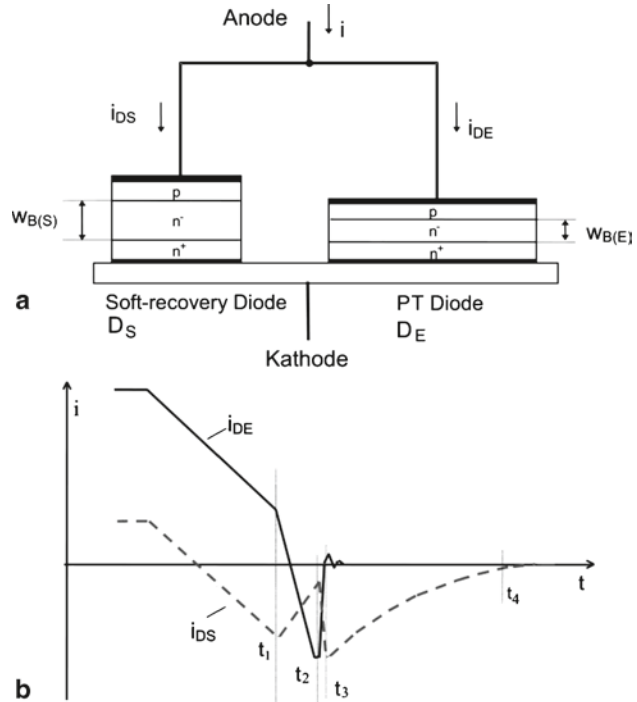 Anode
i
iDS
iDE
p
n-
n+
wB(S)
p
n-
n+
wB(E)
a
Soft-recovery Diode
DS
PT Diode
DE
Kathode
i
iDE
t
iDS
t1
t2
t3
t4
b